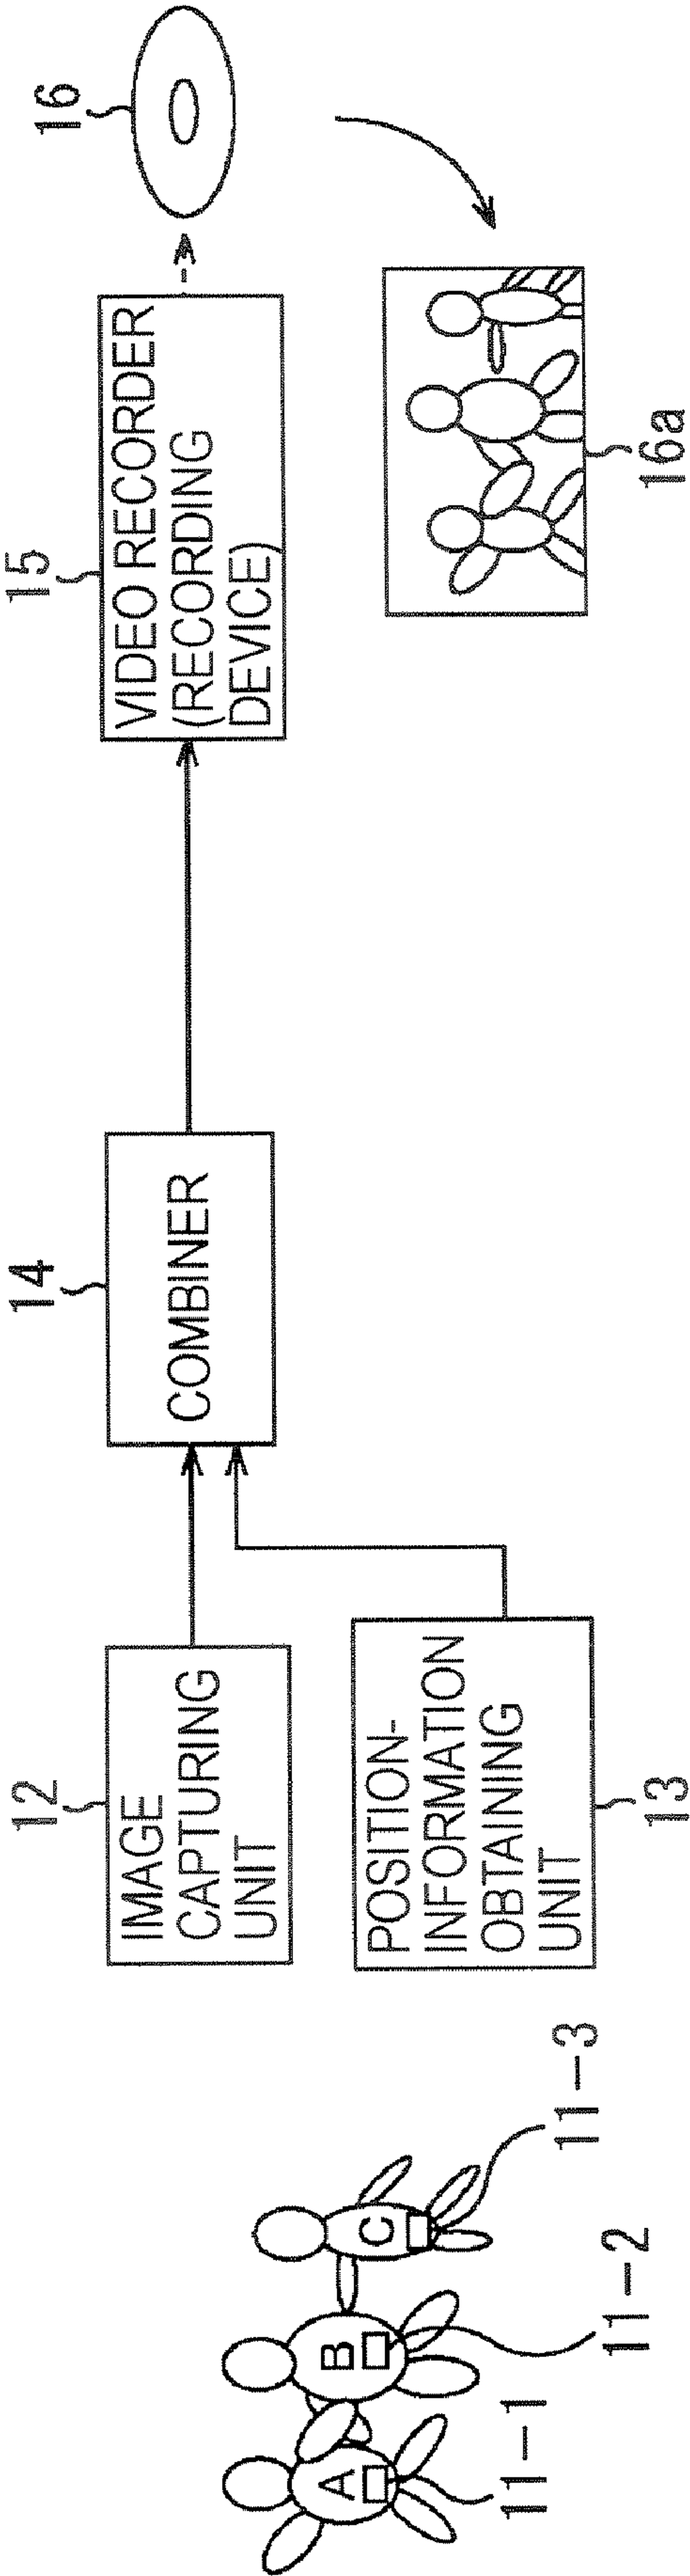 A
B
C
11-1
11-2
11-3
12
IMAGE
CAPTURING
UNIT
POSITION-
INFORMATION
OBTAINING
UNIT
13
14
COMBINER
15
VIDEO RECORDER
(RECORDING
DEVICE)
16
16a